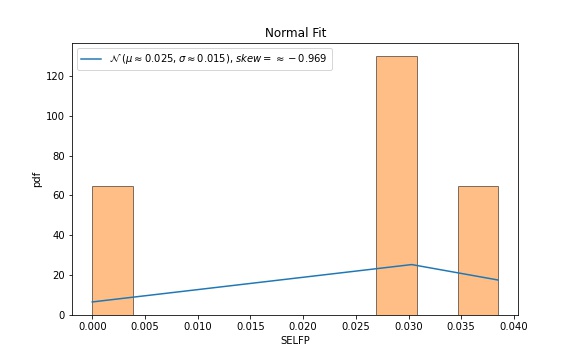 Normal Fit
𝒩(μ ≈ 0.025, σ ≈ 0.015), skew = ≈ −0.969
pdf
120
100
80
60
40
20
0
0.000 0.005 0.010 0.015 0.020 0.025 0.030 0.035 0.040
SELFP